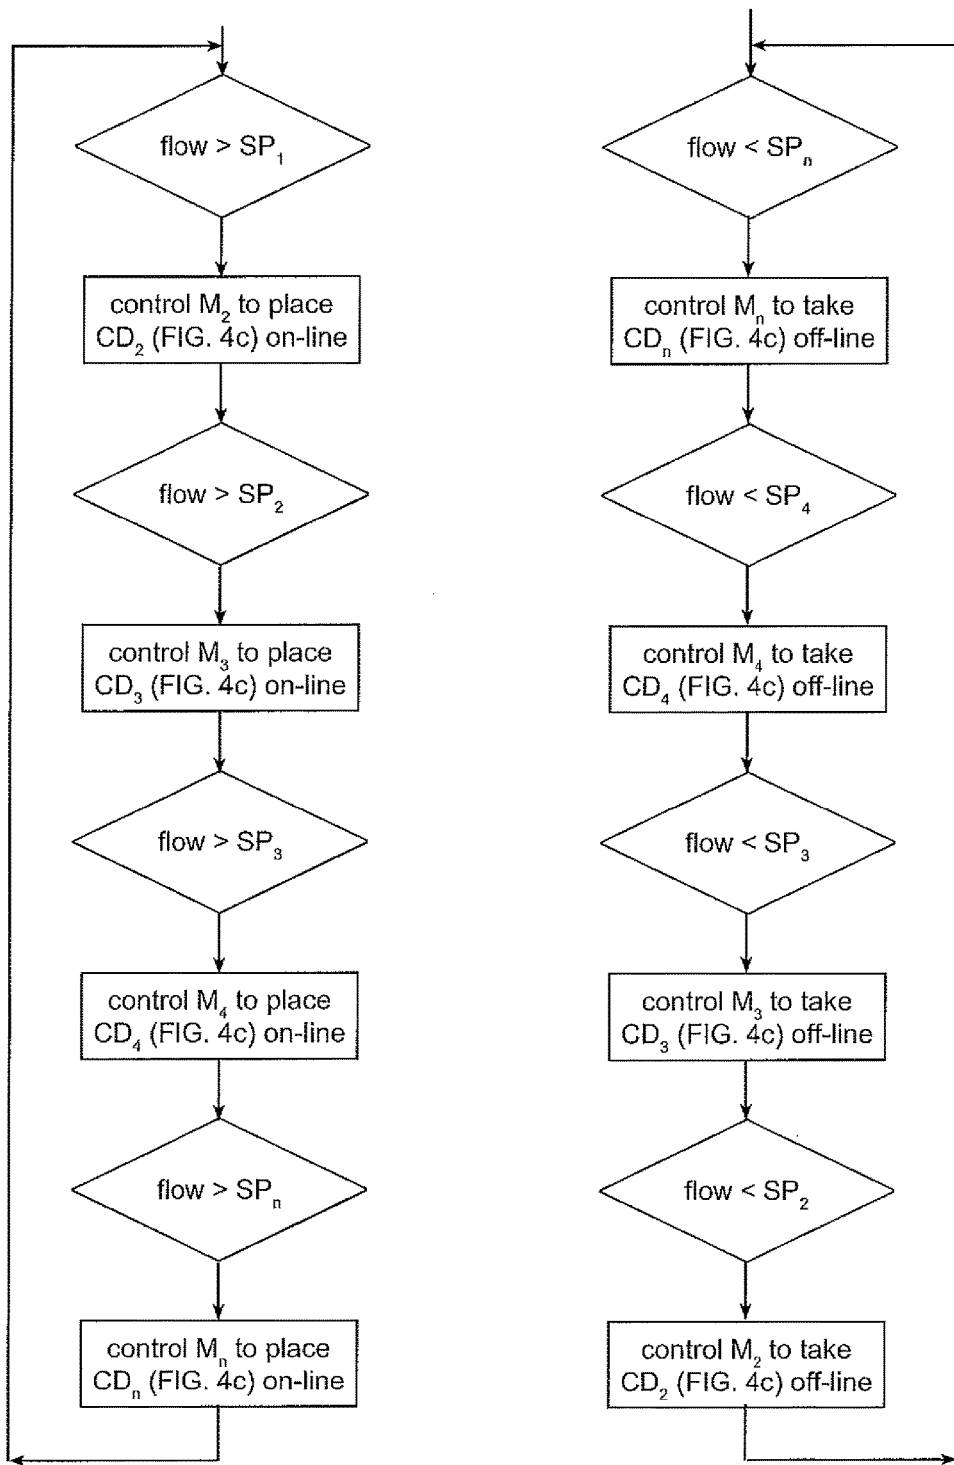 flow > SP₁
control M₂ to place
CD₂ (FIG. 4c) on-line
flow > SP₂
control M₃ to place
CD₃ (FIG. 4c) on-line
flow > SP₃
control M₄ to place
CD₄ (FIG. 4c) on-line
flow > SPₙ
control Mₙ to place
CDₙ (FIG. 4c) on-line
flow < SPₙ
control Mₙ to take
CDₙ (FIG. 4c) off-line
flow < SP₄
control M₄ to take
CD₄ (FIG. 4c) off-line
flow < SP₃
control M₃ to take
CD₃ (FIG. 4c) off-line
flow < SP₂
control M₂ to take
CD₂ (FIG. 4c) off-line